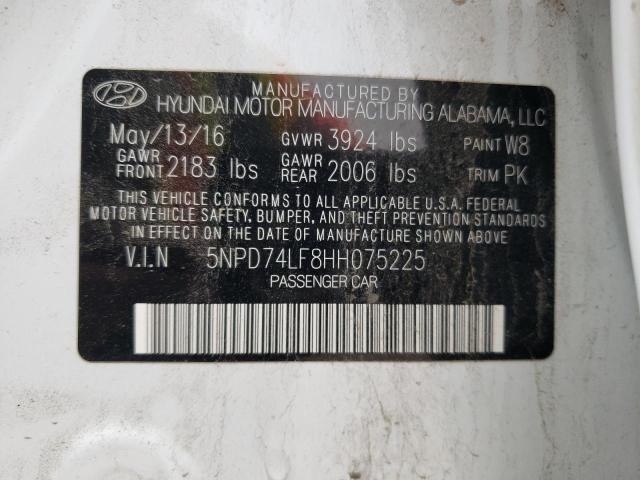 MANUFACTURED BY
HYUNDAI MOTOR MANUFACTURING ALABAMA, LLC
May/13/16 GVWR 3924 lbs PAINT W8
GAWR FRONT 2183 lbs GAWR REAR 2006 lbs TRIM PK
THIS VEHICLE CONFORMS TO ALL APPLICABLE U.S.A. FEDERAL
MOTOR VEHICLE SAFETY, BUMPER, AND THEFT PREVENTION STANDARDS
IN EFFECT ON THE DATE OF MANUFACTURE SHOWN ABOVE.
V.I.N 5NPD74LF8HH075225
PASSENGER CAR